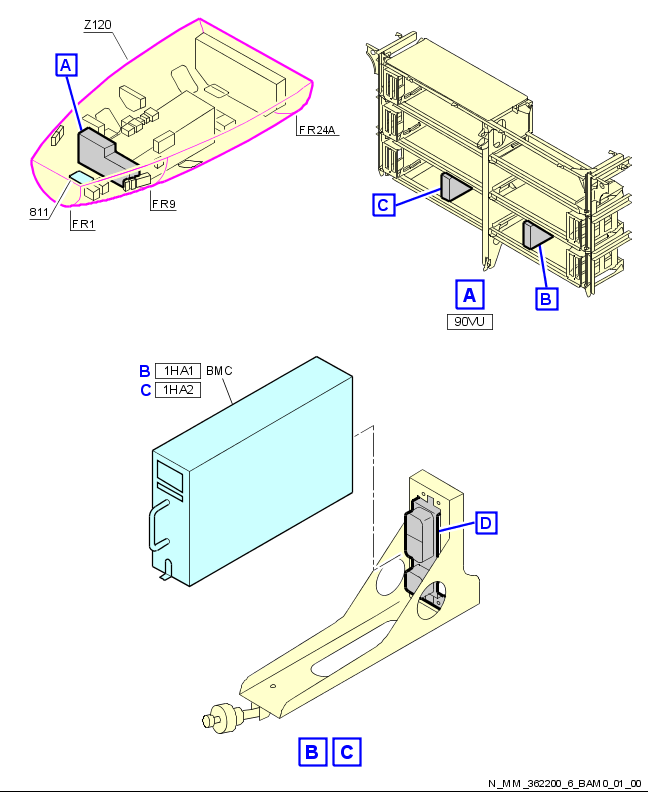 Z120
A
FR24A
811
FR1
FR9
C
B
A
90VU
B 1HA1 BMC
C 1HA2
D
B C
N_MM_362200_6_BAM0_01_00